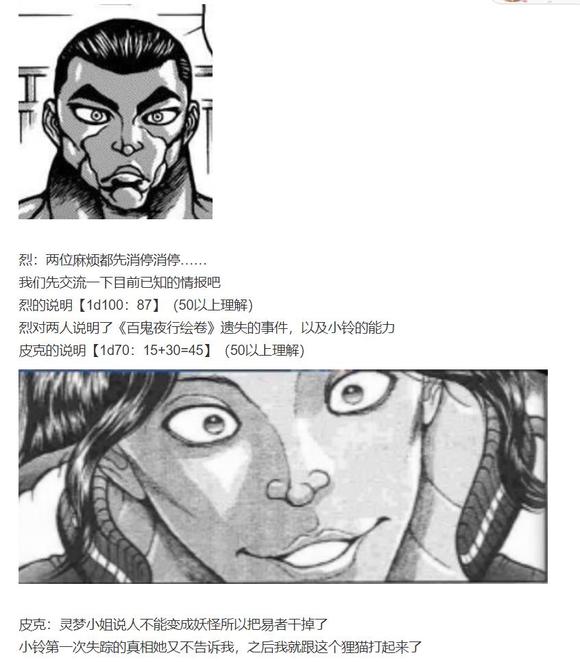 烈：两位麻烦都先消停消停……
我们先交流一下目前已知的情报吧
烈的说明【1d100：87】（50以上理解）
烈对两人说明了《百鬼夜行绘卷》遗失的事件，以及小铃的能力
皮克的说明【1d70：15+30=45】（50以上理解）
皮克：灵梦小姐说人不能变成妖怪所以把易者干掉了
小铃第一次失踪的真相她又不告诉我，之后我就跟这个狸猫打起来了